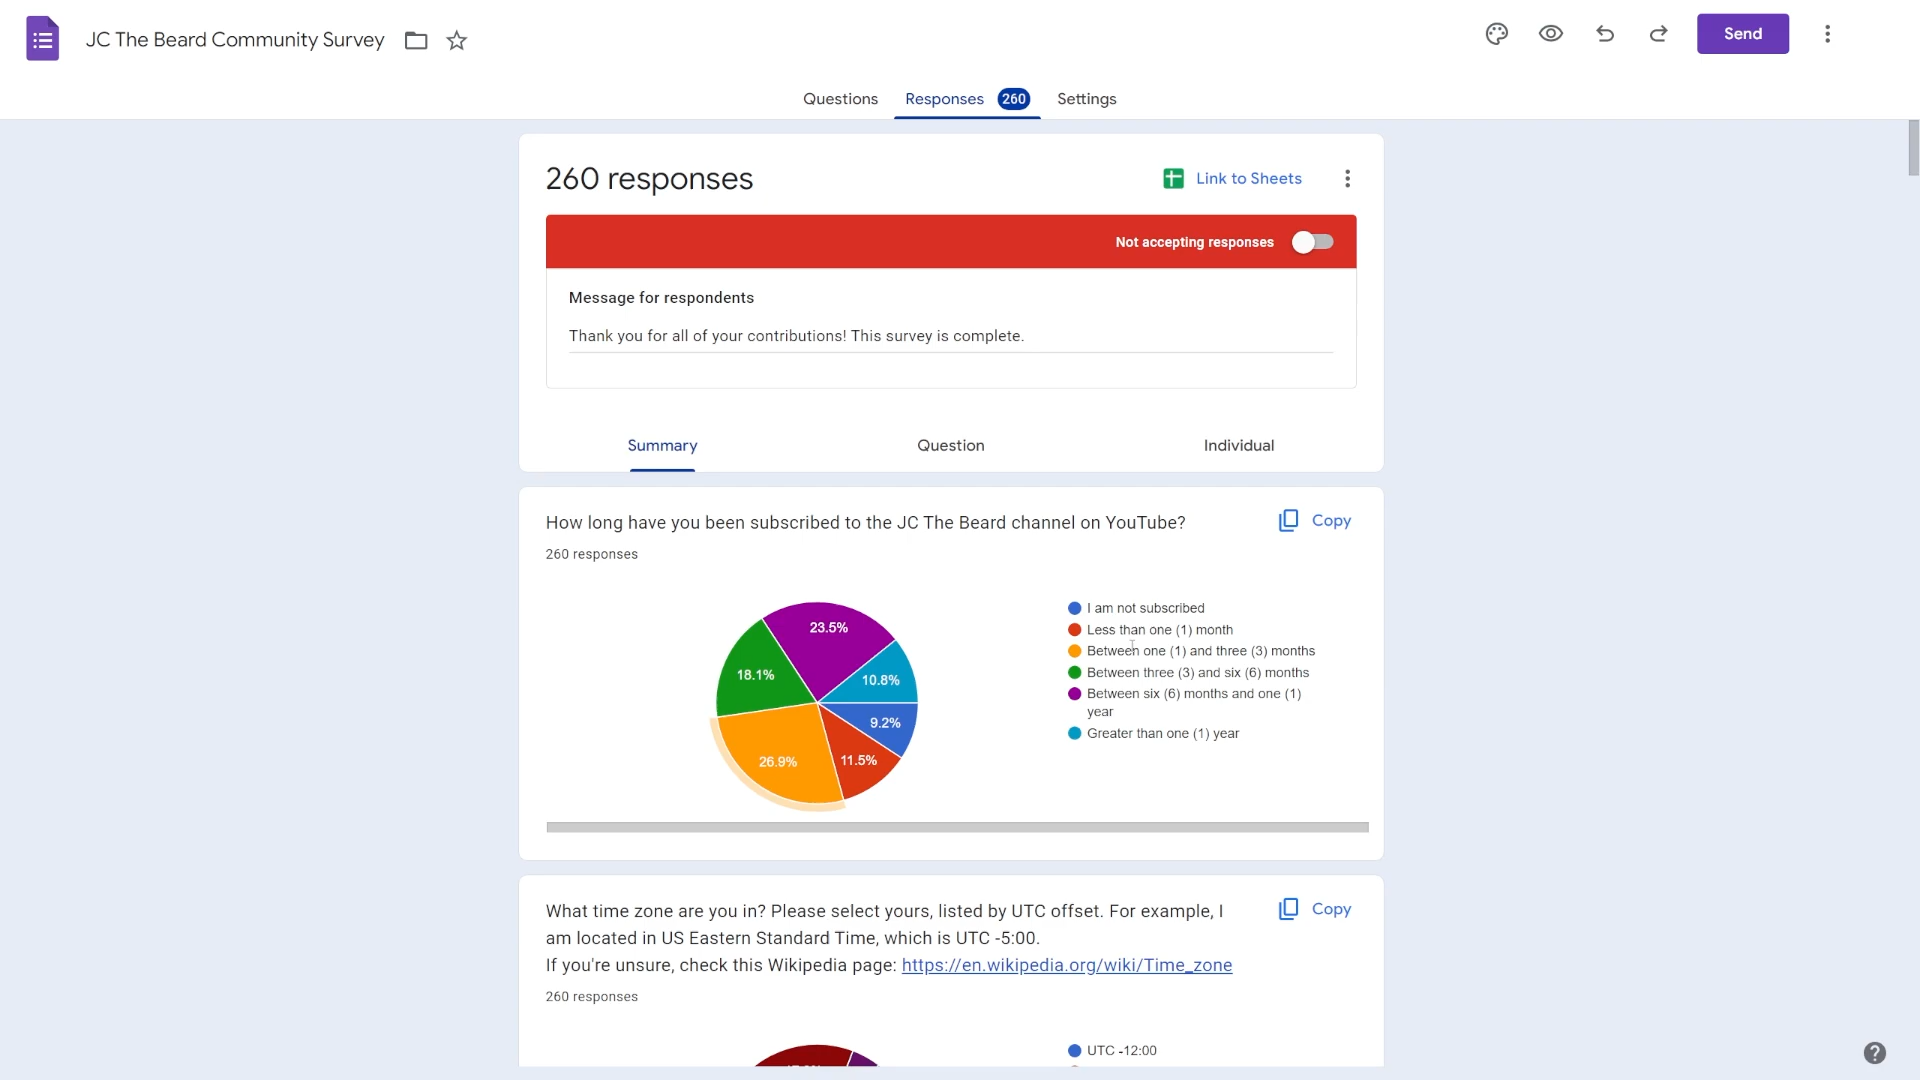 JC The Beard Community Survey
Send
Questions
Responses 260
Settings
260 responses
Link to Sheets
Not accepting responses
Message for respondents
Thank you for all of your contributions! This survey is complete.
Summary
Question
Individual
How long have you been subscribed to the JC The Beard channel on YouTube?
Copy
260 responses
23.5%
18.1%
10.8%
9.2%
26.9%
11.5%
I am not subscribed
Less than one (1) month
Between one (1) and three (3) months
Between three (3) and six (6) months
Between six (6) months and one (1)
year
Greater than one (1) year
What time zone are you in? Please select yours, listed by UTC offset. For example, I
am located in US Eastern Standard Time, which is UTC -5:00.
If you're unsure, check this Wikipedia page: https://en.wikipedia.org/wiki/Time_zone
Copy
260 responses
UTC -12:00